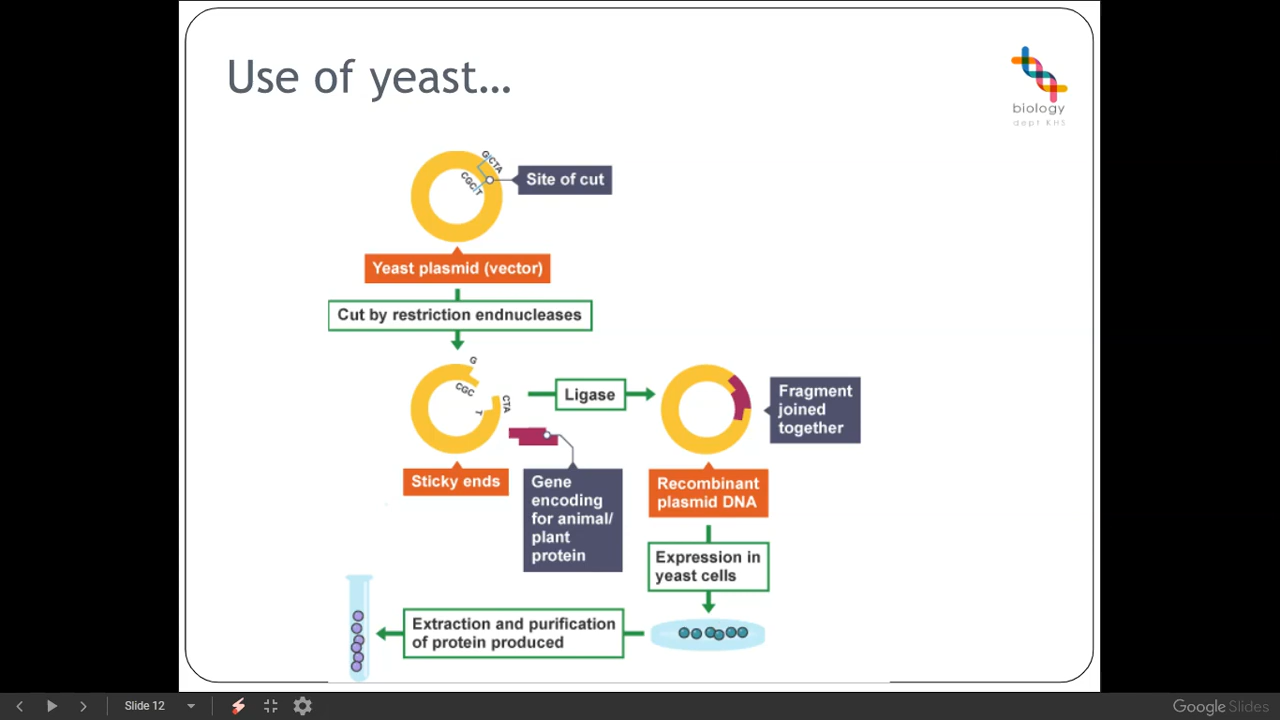 Use of yeast...
biology
dept KHS
GCTA
CGCT
Site of cut
Yeast plasmid (vector)
Cut by restriction endnucleases
G
CGC
CTA
T
Ligase
Fragment
joined
together
Sticky ends
Gene
encoding
for animal/
plant
protein
Recombinant
plasmid DNA
Expression in
yeast cells
Extraction and purification
of protein produced
Slide 12
Google Slides